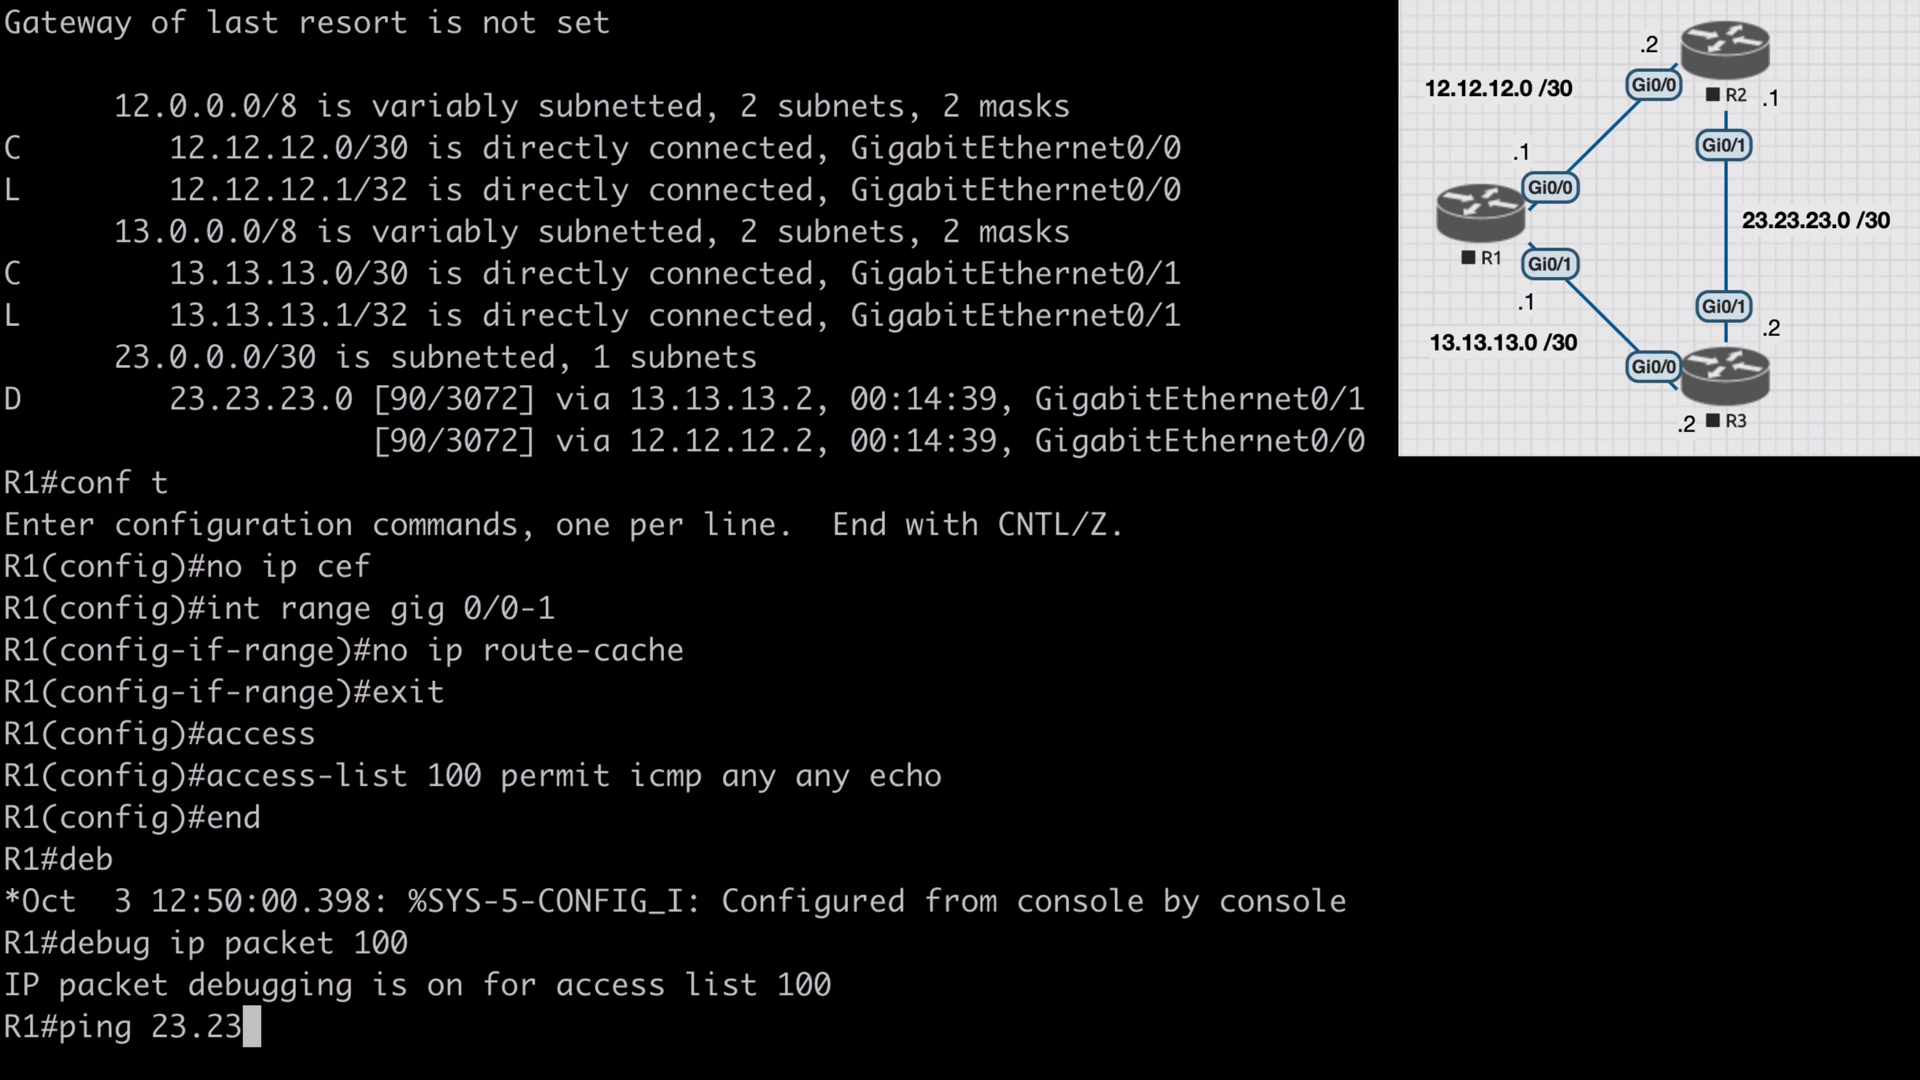 Gateway of last resort is not set
12.0.0.0/8 is variably subnetted, 2 subnets, 2 masks
C 12.12.12.0/30 is directly connected, GigabitEthernet0/0
L 12.12.12.1/32 is directly connected, GigabitEthernet0/0
13.0.0.0/8 is variably subnetted, 2 subnets, 2 masks
C 13.13.13.0/30 is directly connected, GigabitEthernet0/1
L 13.13.13.1/32 is directly connected, GigabitEthernet0/1
23.0.0.0/30 is subnetted, 1 subnets
D 23.23.23.0 [90/3072] via 13.13.13.2, 00:14:39, GigabitEthernet0/1
[90/3072] via 12.12.12.2, 00:14:39, GigabitEthernet0/0
R1#conf t
Enter configuration commands, one per line.  End with CNTL/Z.
R1(config)#no ip cef
R1(config)#int range gig 0/0-1
R1(config-if-range)#no ip route-cache
R1(config-if-range)#exit
R1(config)#access
R1(config)#access-list 100 permit icmp any any echo
R1(config)#end
R1#deb
*Oct  3 12:50:00.398: %SYS-5-CONFIG_I: Configured from console by console
R1#debug ip packet 100
IP packet debugging is on for access list 100
R1#ping 23.23
.2
12.12.12.0 /30
Gi0/0
R2
.1
Gi0/1
.1
Gi0/0
23.23.23.0 /30
R1
Gi0/1
.1
Gi0/1
.2
13.13.13.0 /30
Gi0/0
.2
R3